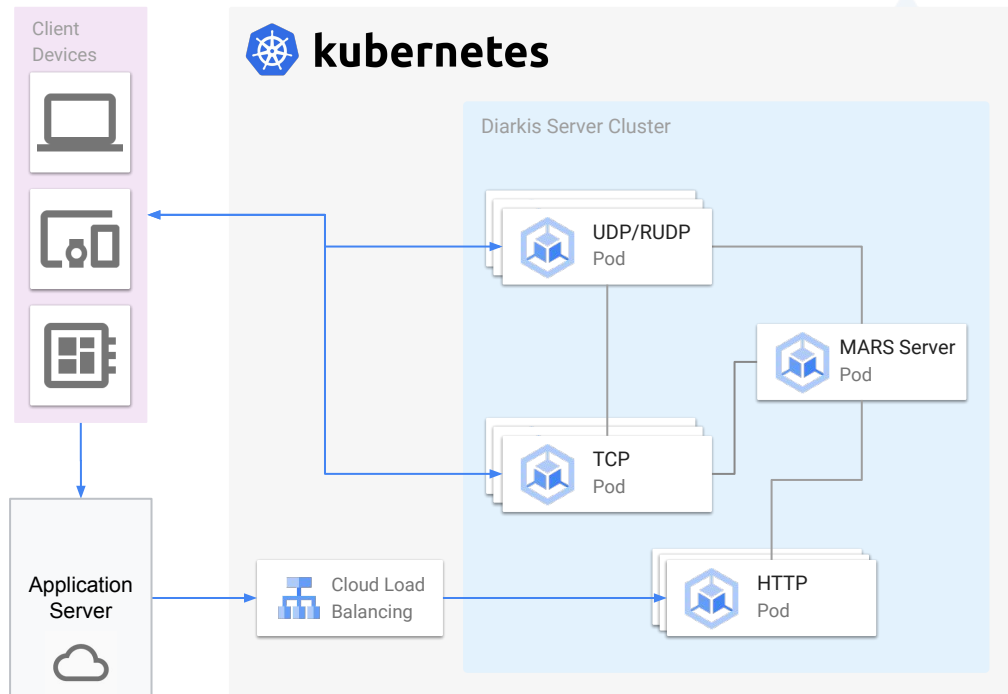 Client
Devices
kubernetes
Diarkis Server Cluster
UDP/RUDP
Pod
MARS Server
Pod
TCP
Pod
Application
Server
Cloud Load
Balancing
HTTP
Pod